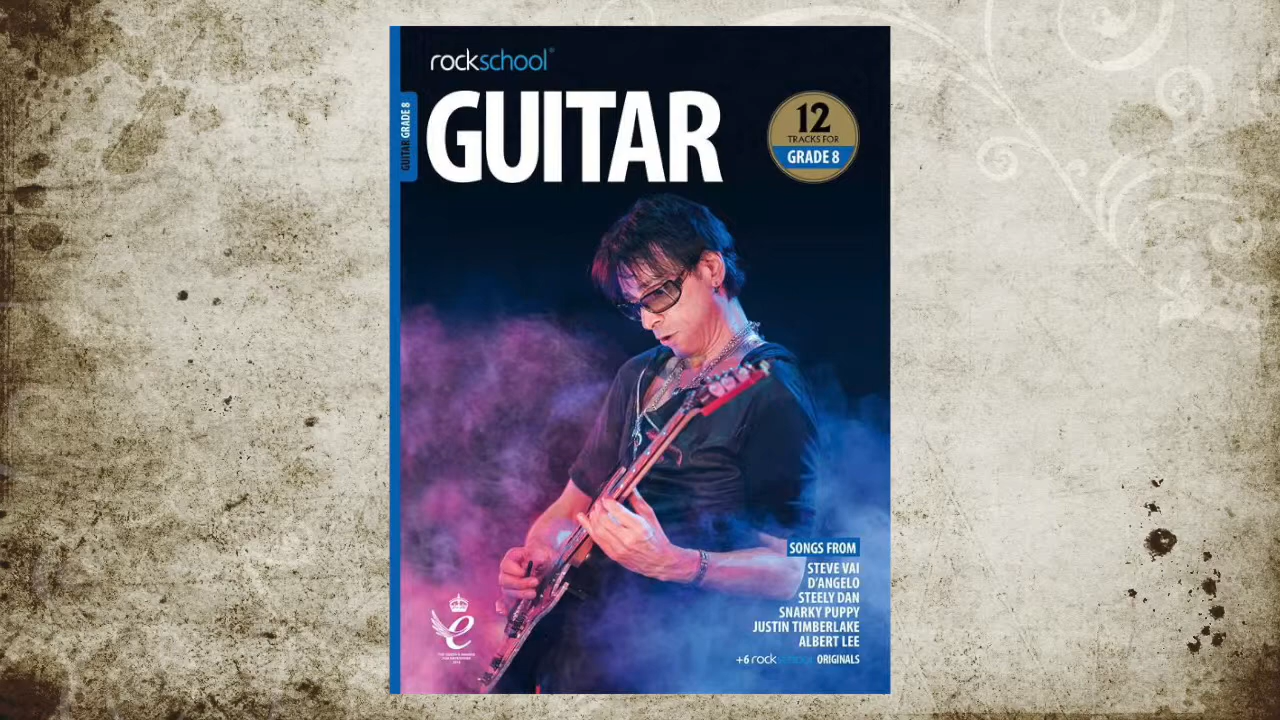 rockschool®
GUITAR
GUITAR GRADE 8
12
TRACKS FOR
GRADE 8
SONGS FROM
STEVE VAI
D'ANGELO
STEELY DAN
SNARKY PUPPY
JUSTIN TIMBERLAKE
ALBERT LEE
+6 rockschool ORIGINALS